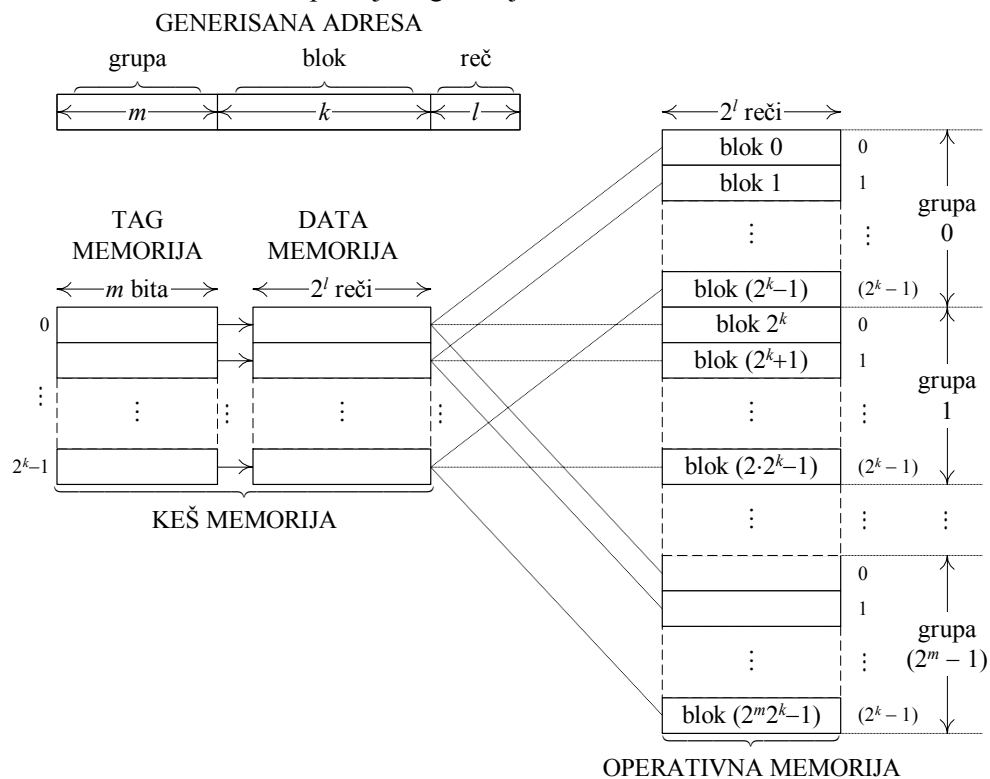 GENERISANA ADRESA
grupa blok reč
m k l
2^l reči
blok 0 0
blok 1 1
⋮ ⋮
grupa
0
blok (2^k–1) (2^k – 1)
TAG
MEMORIJA
DATA
MEMORIJA
m bita 2^l reči
0
⋮ ⋮ ⋮ ⋮
2^k–1
KEŠ MEMORIJA
blok 2^k 0
blok (2^k+1) 1
⋮ ⋮
grupa
1
blok (2·2^k–1) (2^k – 1)
⋮ ⋮ ⋮
0
1
⋮ ⋮
grupa
(2^m – 1)
blok (2^m2^k–1) (2^k – 1)
OPERATIVNA MEMORIJA